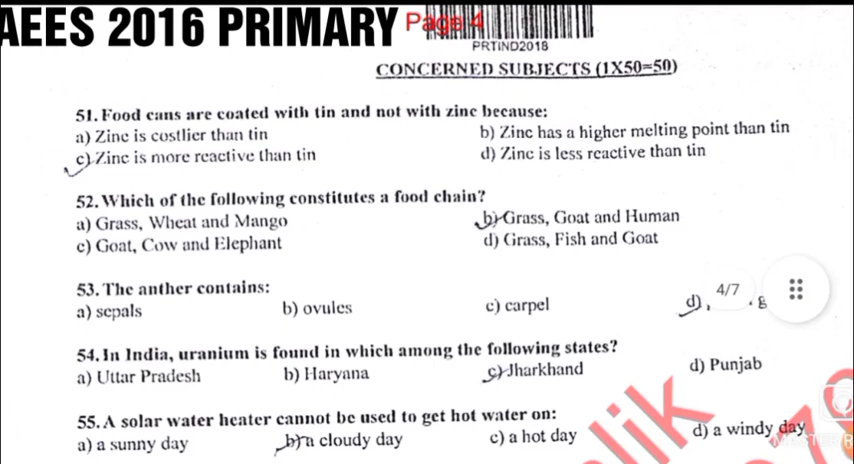 AEES 2016 PRIMARY Page 4
PRTIND2018
CONCERNED SUBJECTS (1X50=50)
51. Food cans are coated with tin and not with zinc because:
a) Zinc is costlier than tin b) Zinc has a higher melting point than tin
c) Zinc is more reactive than tin d) Zinc is less reactive than tin
52. Which of the following constitutes a food chain?
a) Grass, Wheat and Mango b) Grass, Goat and Human
c) Goat, Cow and Elephant d) Grass, Fish and Goat
53. The anther contains:
4/7
a) sepals b) ovules c) carpel d)
54. In India, uranium is found in which among the following states?
a) Uttar Pradesh b) Haryana c) Jharkhand d) Punjab
55. A solar water heater cannot be used to get hot water on:
a) a sunny day b) a cloudy day c) a hot day d) a windy day